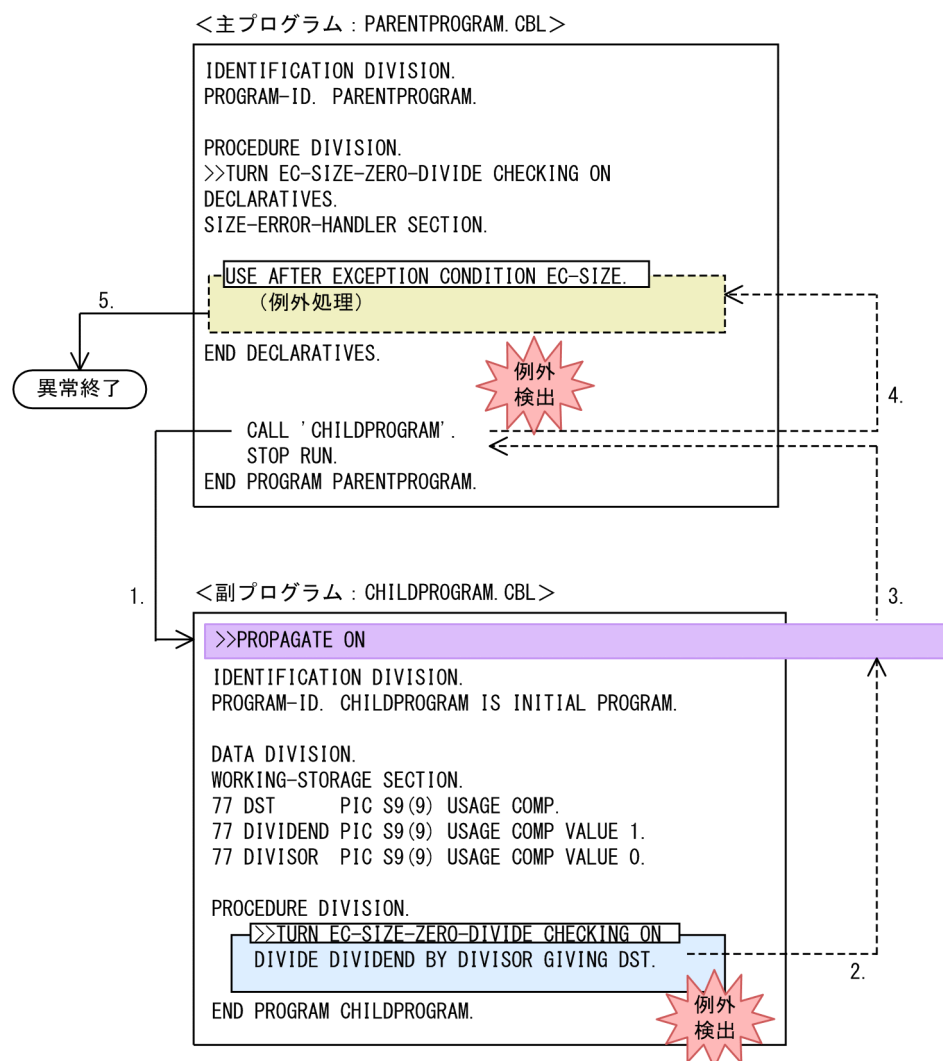 ＜主プログラム：PARENTPROGRAM.CBL＞
IDENTIFICATION DIVISION.
PROGRAM-ID. PARENTPROGRAM.
PROCEDURE DIVISION.
>>TURN EC-SIZE-ZERO-DIVIDE CHECKING ON
DECLARATIVES.
SIZE-ERROR-HANDLER SECTION.
USE AFTER EXCEPTION CONDITION EC-SIZE.
（例外処理）
5.
END DECLARATIVES.
例外
検出
異常終了
4.
CALL 'CHILDPROGRAM'.
STOP RUN.
END PROGRAM PARENTPROGRAM.
1.
＜副プログラム：CHILDPROGRAM.CBL＞
3.
>>PROPAGATE ON
IDENTIFICATION DIVISION.
PROGRAM-ID. CHILDPROGRAM IS INITIAL PROGRAM.
DATA DIVISION.
WORKING-STORAGE SECTION.
77 DST      PIC S9(9) USAGE COMP.
77 DIVIDEND PIC S9(9) USAGE COMP VALUE 1.
77 DIVISOR  PIC S9(9) USAGE COMP VALUE 0.
PROCEDURE DIVISION.
>>TURN EC-SIZE-ZERO-DIVIDE CHECKING ON
DIVIDE DIVIDEND BY DIVISOR GIVING DST.
2.
END PROGRAM CHILDPROGRAM.
例外
検出